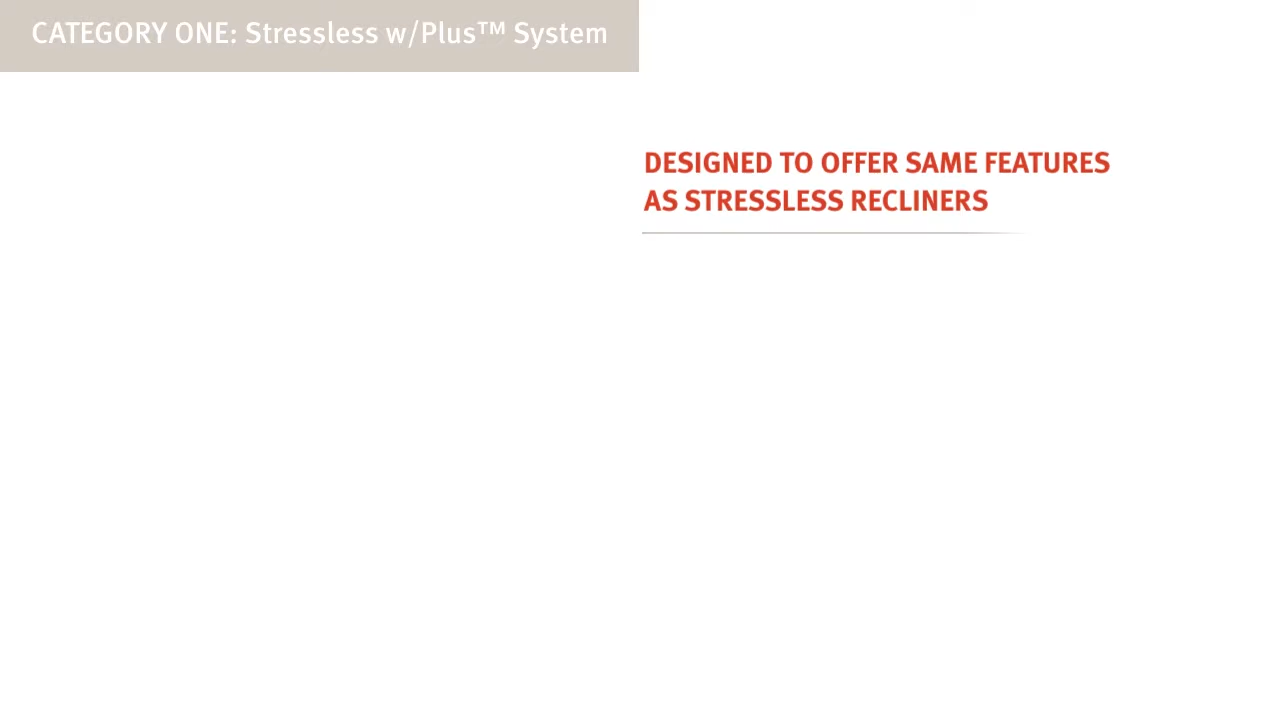 CATEGORY ONE: Stressless w/Plus™ System
DESIGNED TO OFFER SAME FEATURES
AS STRESSLESS RECLINERS